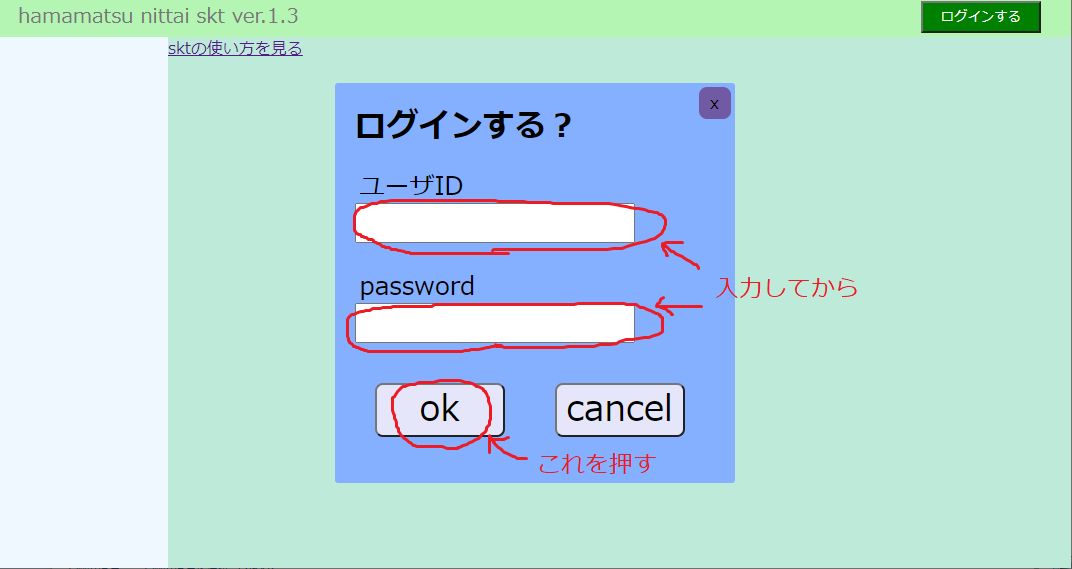 hamamatsu nittai skt ver.1.3
ログインする
sktの使い方を見る
x
ログインする？
ユーザID
入力してから
password
ok
cancel
これを押す